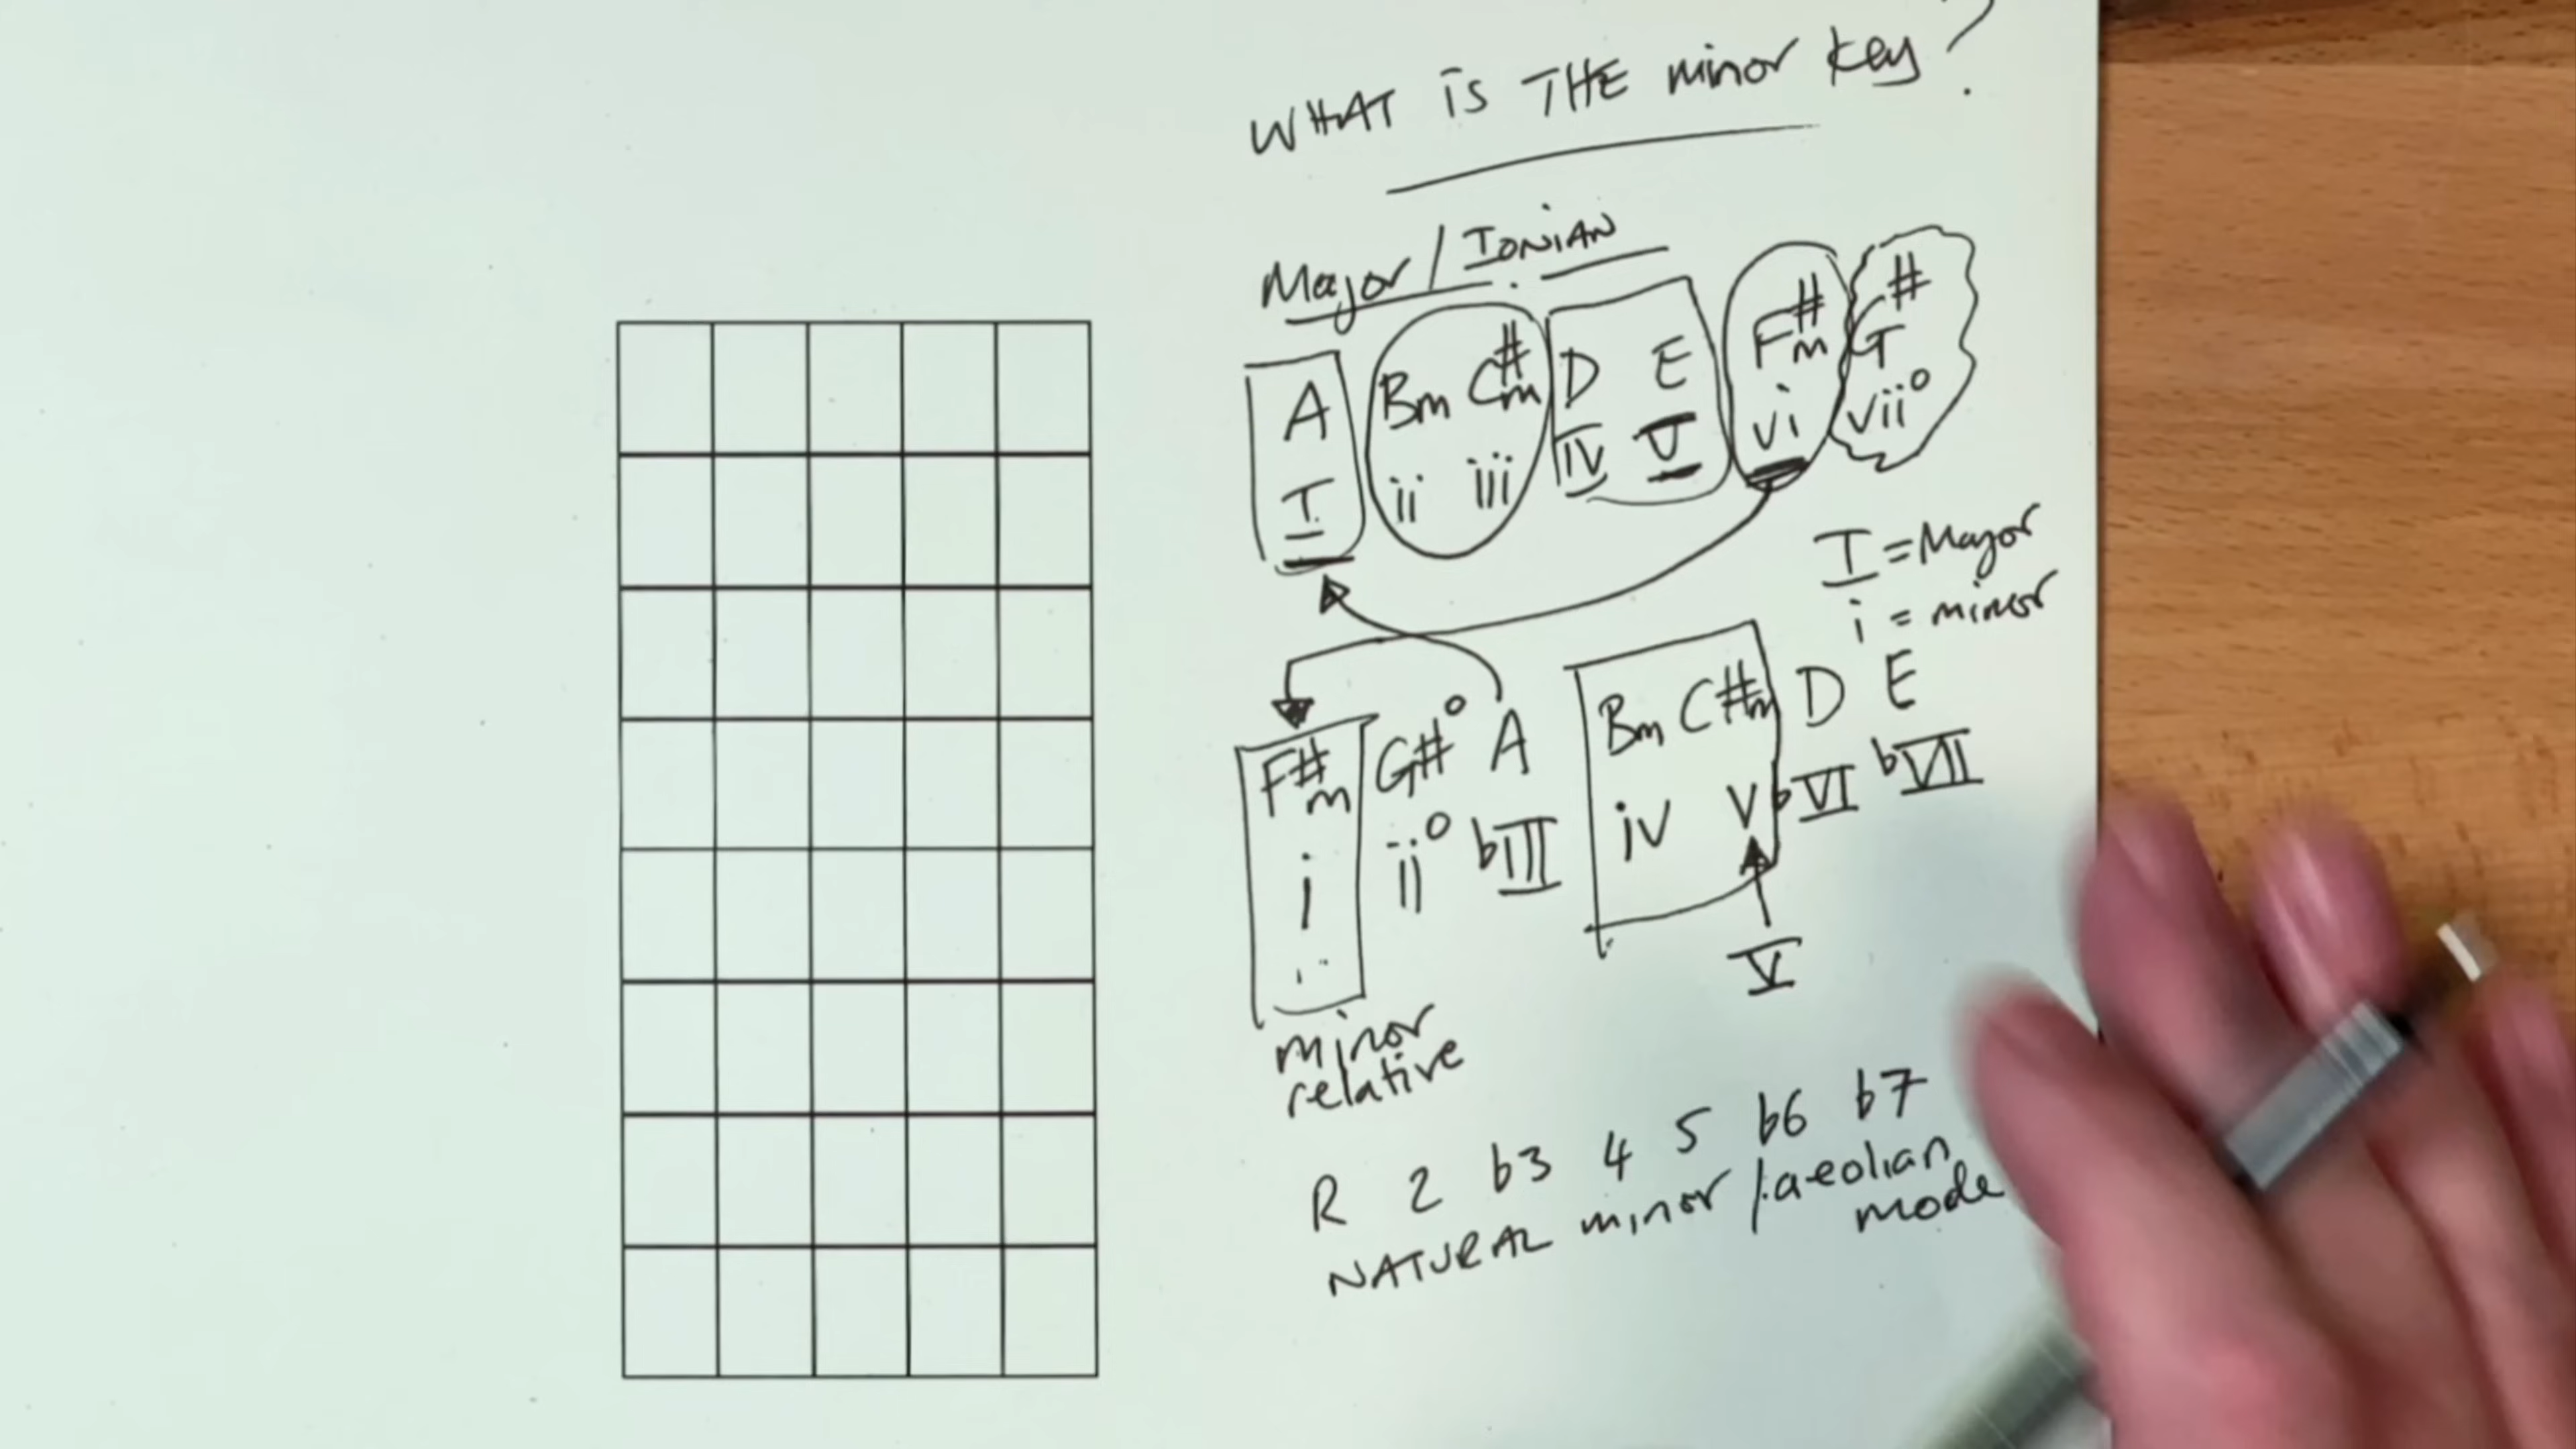 WHAT is THE minor key?
Major / IONIAN
A Bm C#m D E F#m G#
I ii iii IV V vi vii°
I = Major
i = minor
F#m G#° A Bm C#m D E
i ii° bIII iv v bVI bVII
V
minor
relative
R 2 b3 4 5 b6 b7
NATURAL minor / aeolian
mode